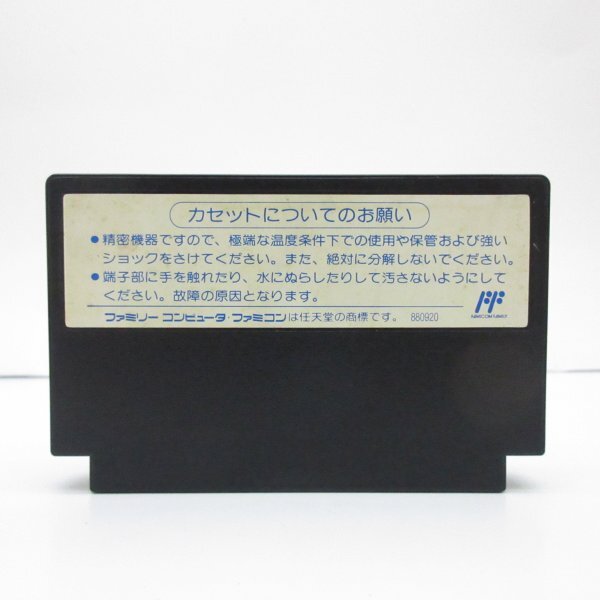 カセットについてのお願い
●精密機器ですので、極端な温度条件下での使用や保管および強い
ショックをさけてください。また、絶対に分解しないでください。
●端子部に手を触れたり、水にぬらしたりして汚さないようにして
ください。故障の原因となります。
ファミリーコンピュータ・ファミコンは任天堂の商標です。 880920